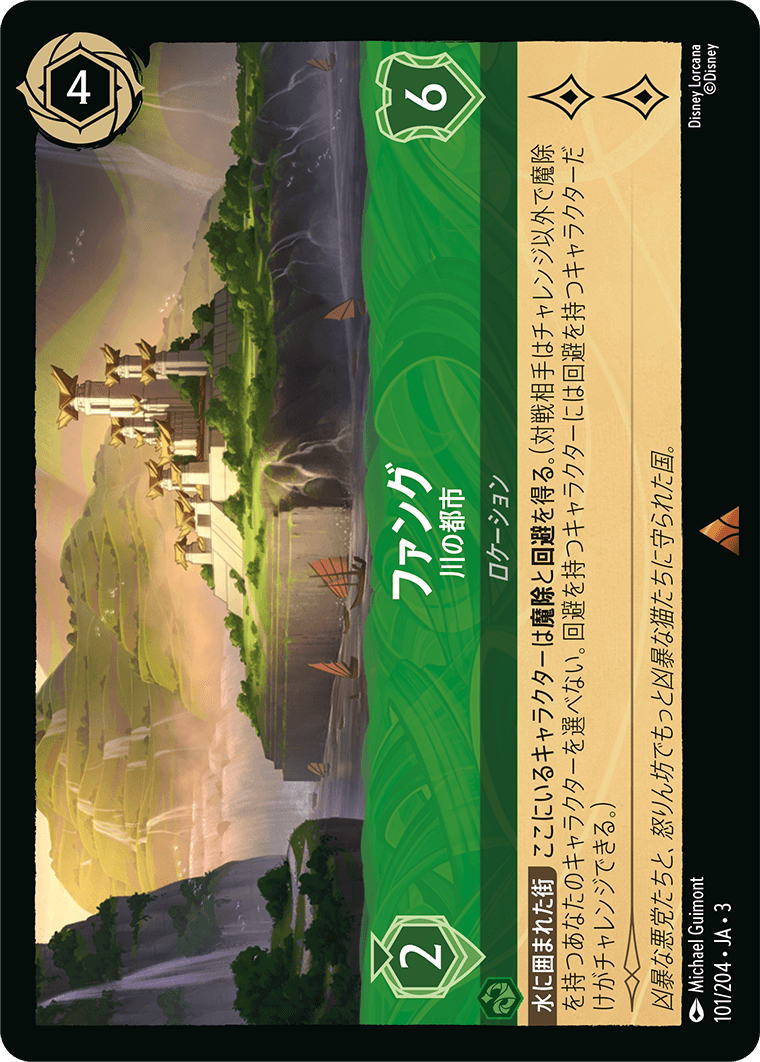 4
2
ファング
川の都市
6
ロケーション
水に囲まれた街 ここにいるキャラクターは魔除と回避を得る。(対戦相手はチャレンジ以外で魔除
を持つあなたのキャラクターを選べない。回避を持つキャラクターには回避を持つキャラクターだ
けがチャレンジできる。)
凶暴な悪党たちと、怒りん坊でもっと凶暴な猫たちに守られた国。
Michael Guimont
101/204 • JA • 3
Disney Lorcana
©Disney